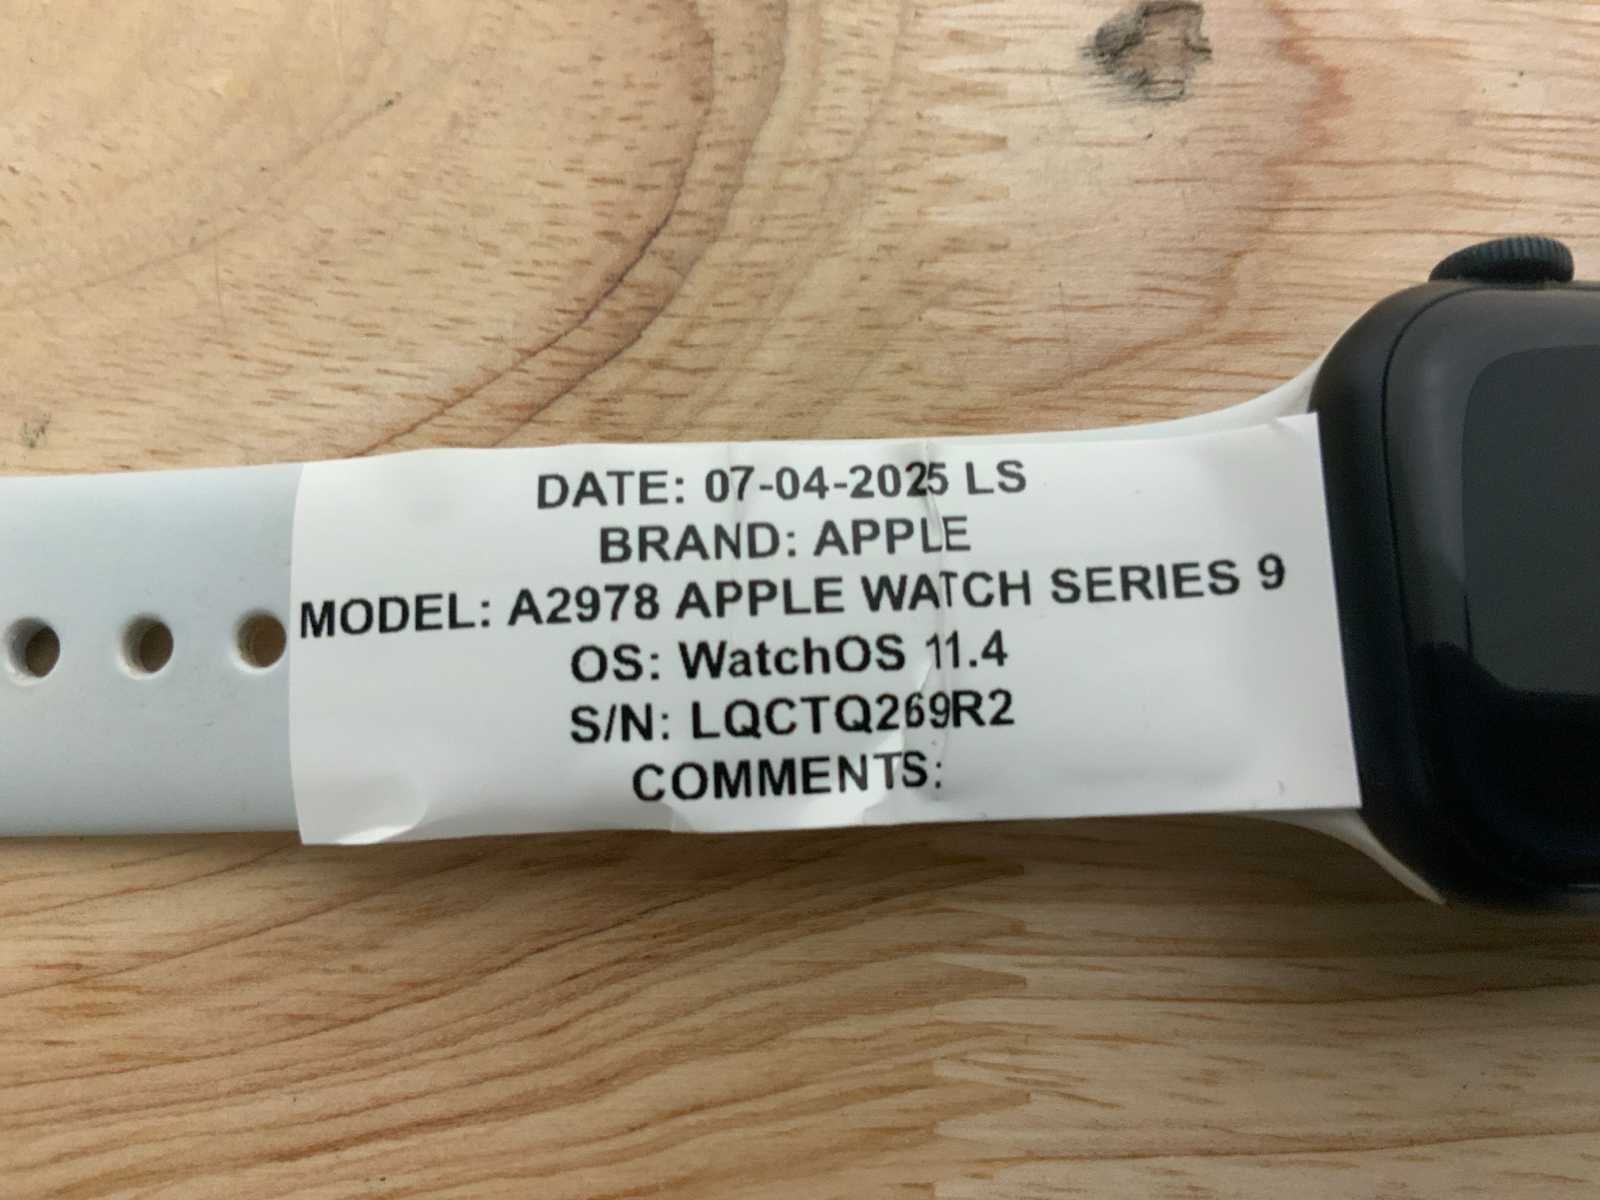 DATE: 07-04-2025 LS
BRAND: APPLE
MODEL: A2978 APPLE WATCH SERIES 9
OS: WatchOS 11.4
S/N: LQCTQ269R2
COMMENTS: